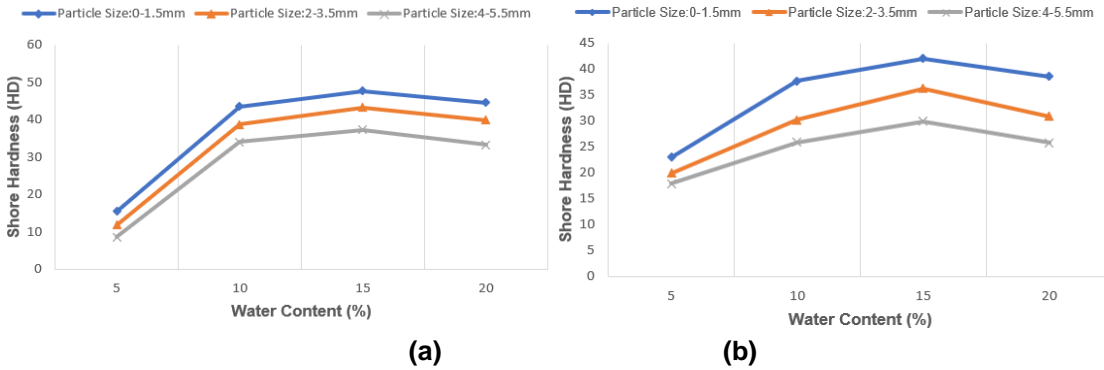 Particle Size:0-1.5mm Particle Size:2-3.5mm Particle Size:4-5.5mm
60
50
40
30
20
10
0
Shore Hardness (HD)
5 10 15 20
Water Content (%)
(a)
Particle Size:0-1.5mm Particle Size:2-3.5mm Particle Size:4-5.5mm
45
40
35
30
25
20
15
10
5
0
Shore Hardness (HD)
5 10 15 20
Water Content (%)
(b)